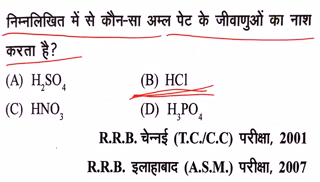 निम्नलिखित में से कौन-सा अम्ल पेट के जीवाणुओं का नाश
करता है?
(A) H₂SO₄ (B) HCl
(C) HNO₃ (D) H₃PO₄
R.R.B. चेन्नई (T.C./C.C) परीक्षा, 2001
R.R.B. इलाहाबाद (A.S.M.) परीक्षा, 2007